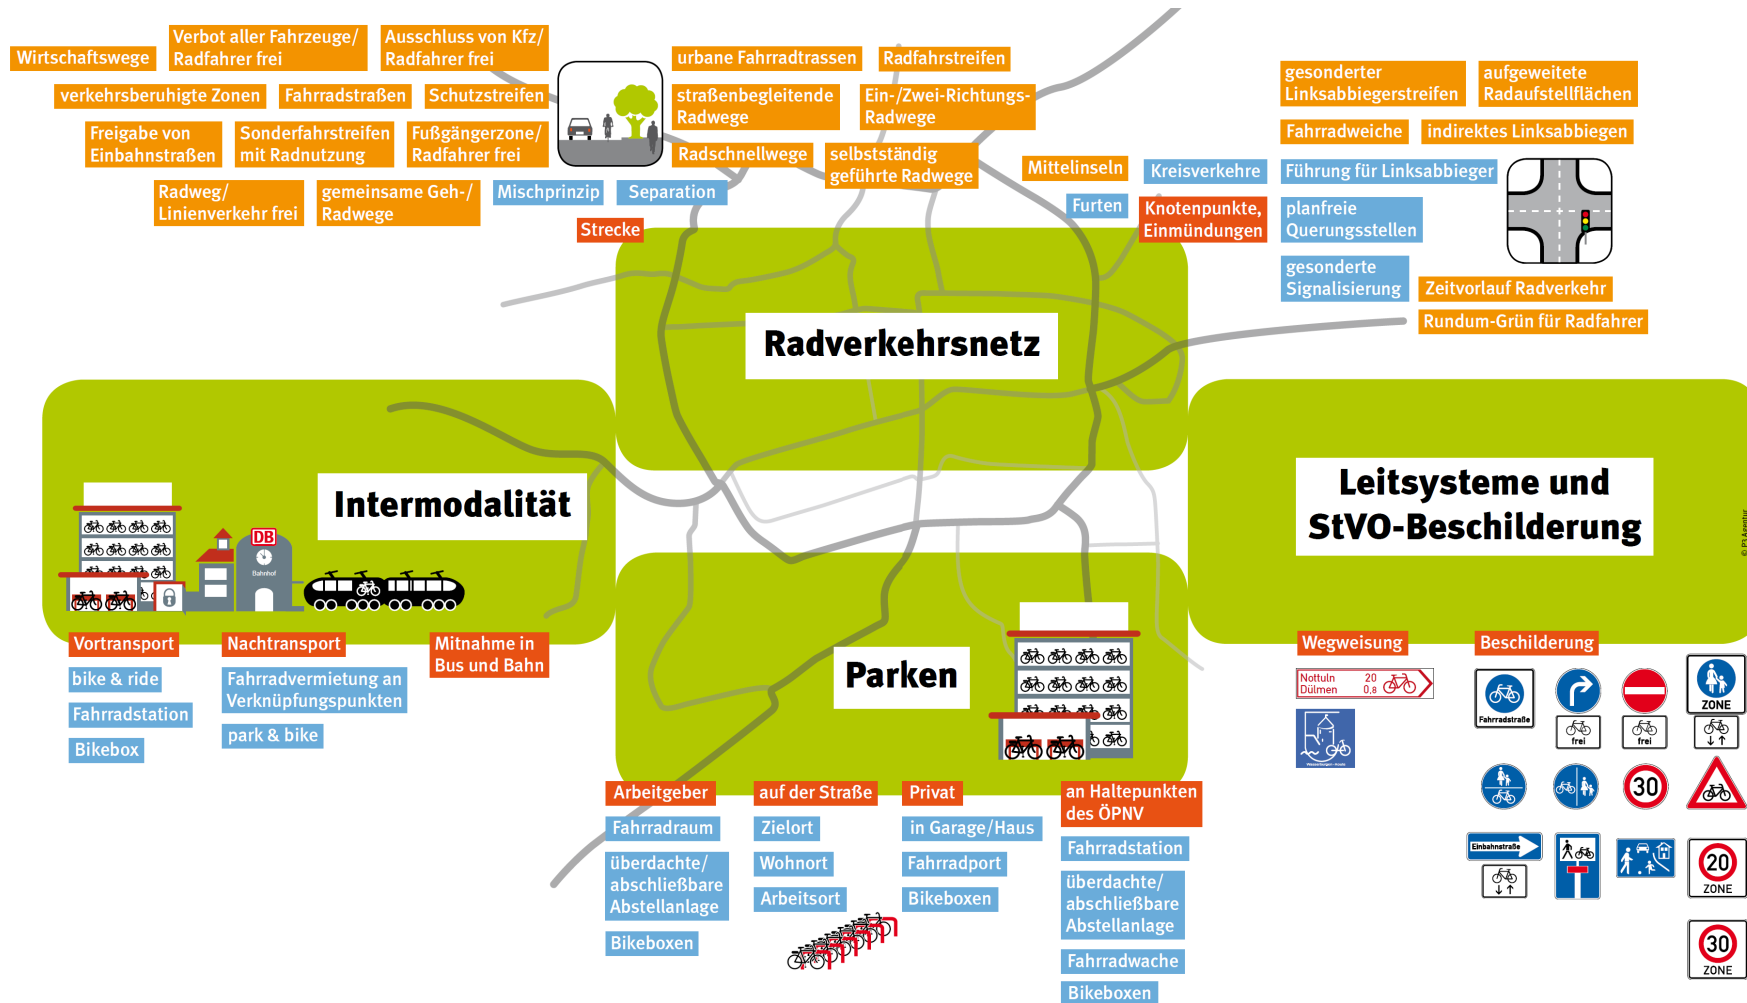 Wirtschaftswege
Verbot aller Fahrzeuge/
Radfahrer frei
Ausschluss von Kfz/
Radfahrer frei
verkehrsberuhigte Zonen
Fahrradstraßen
Schutzstreifen
Freigabe von
Einbahnstraßen
Sonderfahrstreifen
mit Radnutzung
Fußgängerzone/
Radfahrer frei
Radweg/
Linienverkehr frei
gemeinsame Geh-/
Radwege
Mischprinzip
Separation
Strecke
urbane Fahrradtrassen
Radfahrstreifen
straßenbegleitende
Radwege
Ein-/Zwei-Richtungs-
Radwege
Radschnellwege
selbstständig
geführte Radwege
Mittelinseln
Kreisverkehre
Furten
Knotenpunkte,
Einmündungen
gesonderter
Linksabbiegerstreifen
aufgeweitete
Radaufstellflächen
Fahrradweiche
indirektes Linksabbiegen
Führung für Linksabbieger
planfreie
Querungsstellen
gesonderte
Signalisierung
Zeitvorlauf Radverkehr
Rundum-Grün für Radfahrer
Radverkehrsnetz
Intermodalität
DB
Bahnhof
Vortransport
bike & ride
Fahrradstation
Bikebox
Nachtransport
Fahrradvermietung an
Verknüpfungspunkten
park & bike
Mitnahme in
Bus und Bahn
Parken
Arbeitgeber
Fahrradraum
überdachte/
abschließbare
Abstellanlage
Bikeboxen
auf der Straße
Zielort
Wohnort
Arbeitsort
Privat
in Garage/Haus
Fahrradport
Bikeboxen
an Haltepunkten
des ÖPNV
Fahrradstation
überdachte/
abschließbare
Abstellanlage
Fahrradwache
Bikeboxen
Leitsysteme und
StVO-Beschilderung
© P3 Agentur
Wegweisung
Nottuln 20
Dülmen 0,8
Beschilderung
Fahrradstraße
frei
frei
ZONE
30
Einbahnstraße
20
ZONE
30
ZONE